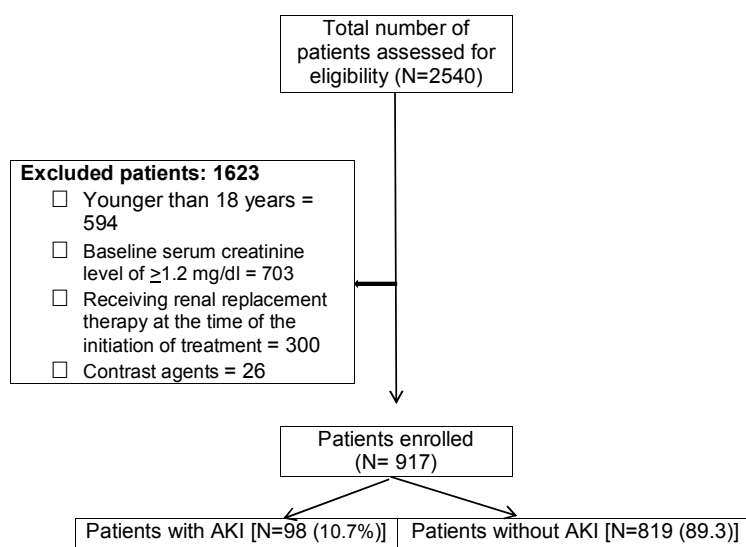 Total number of
patients assessed for
eligibility (N=2540)
Excluded patients: 1623
☐ Younger than 18 years =
594
☐ Baseline serum creatinine
level of ≥1.2 mg/dl = 703
☐ Receiving renal replacement
therapy at the time of the
initiation of treatment = 300
☐ Contrast agents = 26
Patients enrolled
(N= 917)
Patients with AKI [N=98 (10.7%)]
Patients without AKI [N=819 (89.3)]